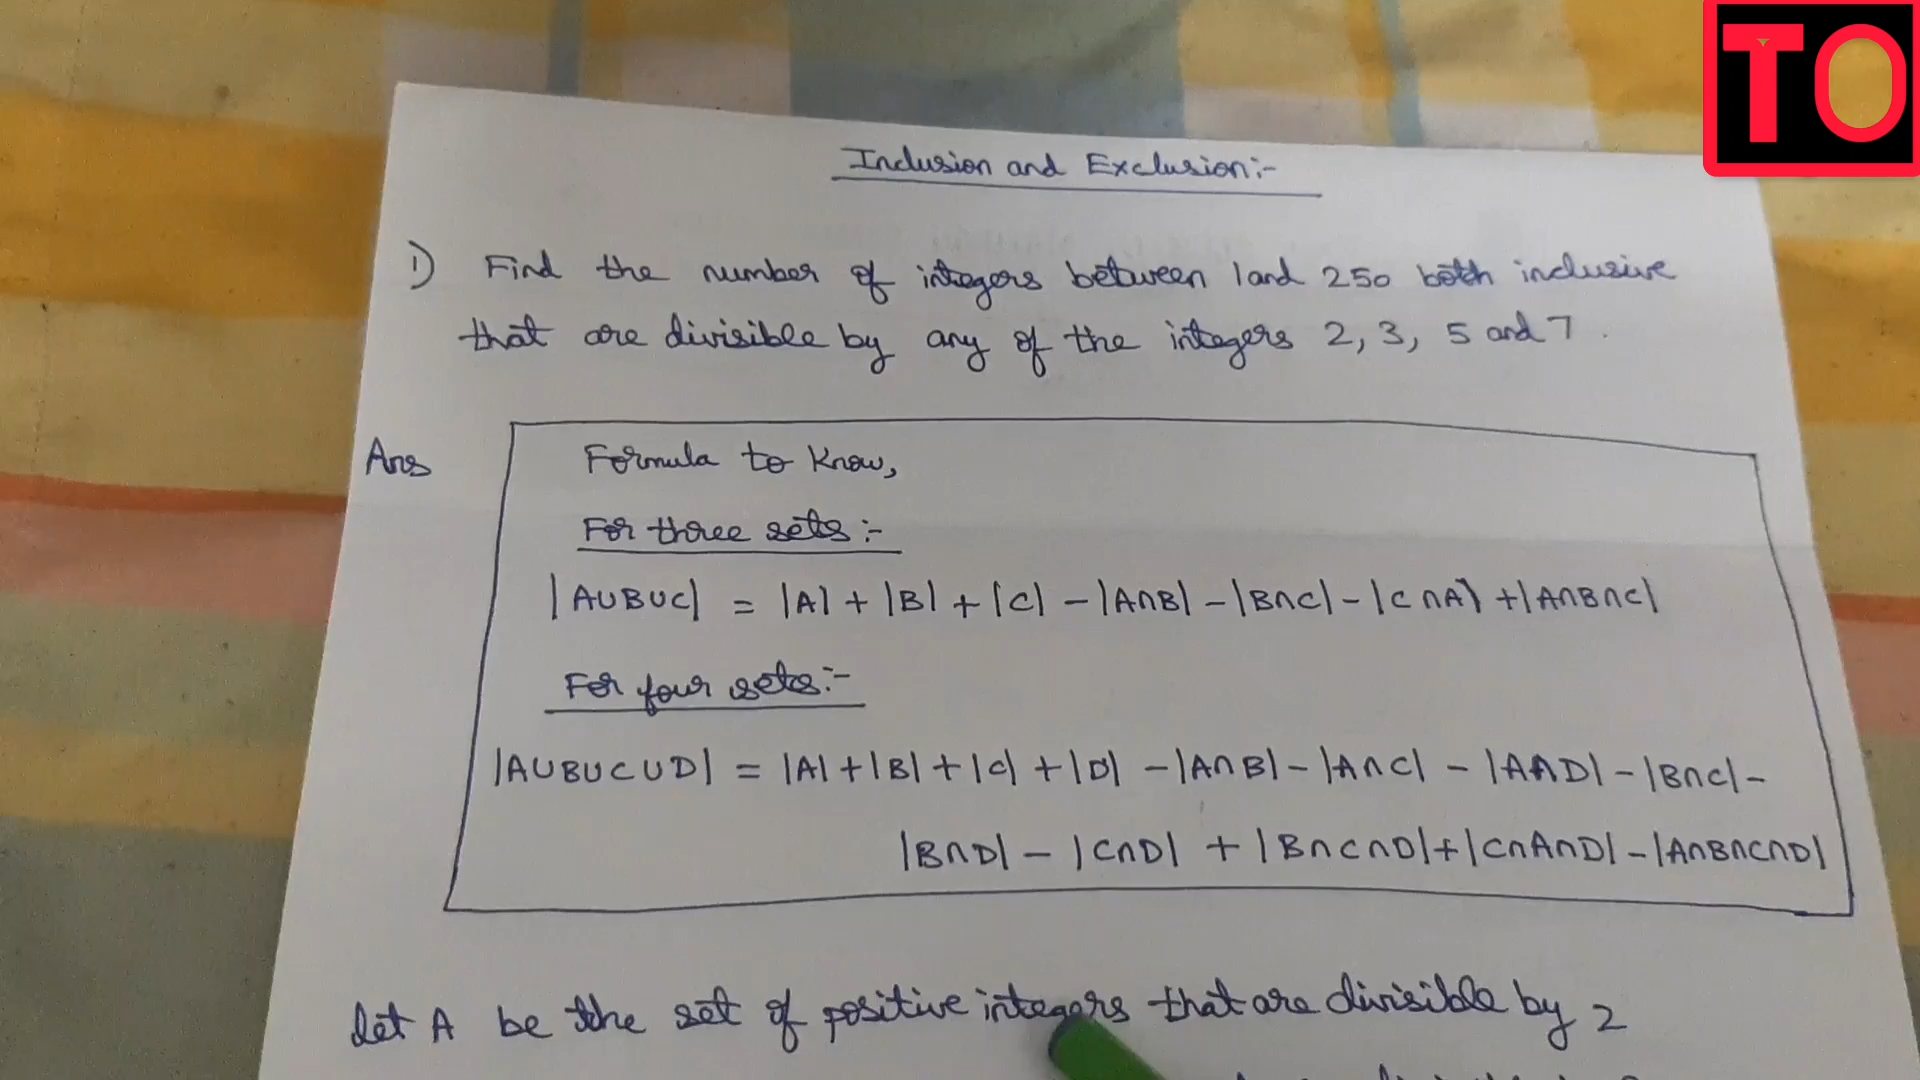 TO
Inclusion and Exclusion:-
1) Find the number of integers between 1 and 250 both inclusive
that are divisible by any of the integers 2, 3, 5 and 7.
Ans
Formula to know,
For three sets:-
|A∪B∪C| = |A| + |B| + |C| - |A∩B| - |B∩C| - |C∩A| + |A∩B∩C|
For four sets:-
|A∪B∪C∪D| = |A| + |B| + |C| + |D| - |A∩B| - |A∩C| - |A∩D| - |B∩C| -
|B∩D| - |C∩D| + |B∩C∩D| + |C∩A∩D| - |A∩B∩C∩D|
Let A be the set of positive integers that are divisible by 2